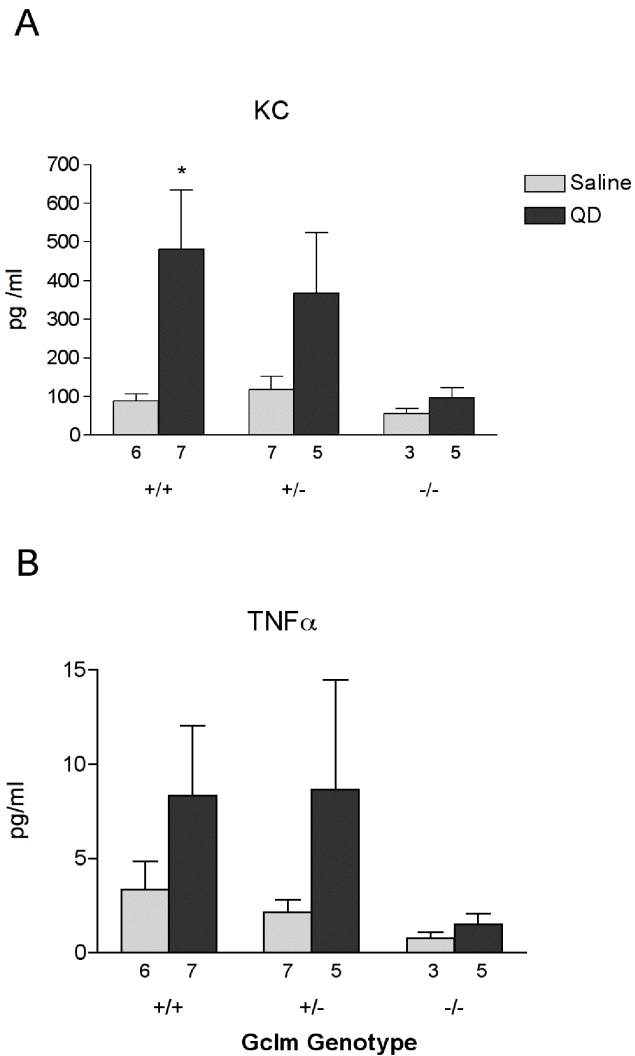 A
KC
700
600
500
400
300
200
100
0
pg /ml
*
Saline
QD
6 7 7 5 3 5
+/+ +/- -/-
B
TNFα
15
10
5
0
pg/ml
6 7 7 5 3 5
+/+ +/- -/-
Gclm Genotype